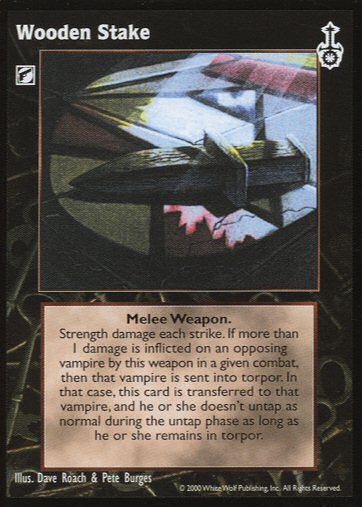 Wooden Stake
Melee Weapon.
Strength damage each strike. If more than
1 damage is inflicted on an opposing
vampire by this weapon in a given combat,
then that vampire is sent into torpor. In
that case, this card is transferred to that
vampire, and he or she doesn't untap as
normal during the untap phase as long as
he or she remains in torpor.
Illus. Dave Roach & Pete Burges
© 2000 White Wolf Publishing, Inc. All Rights Reserved.